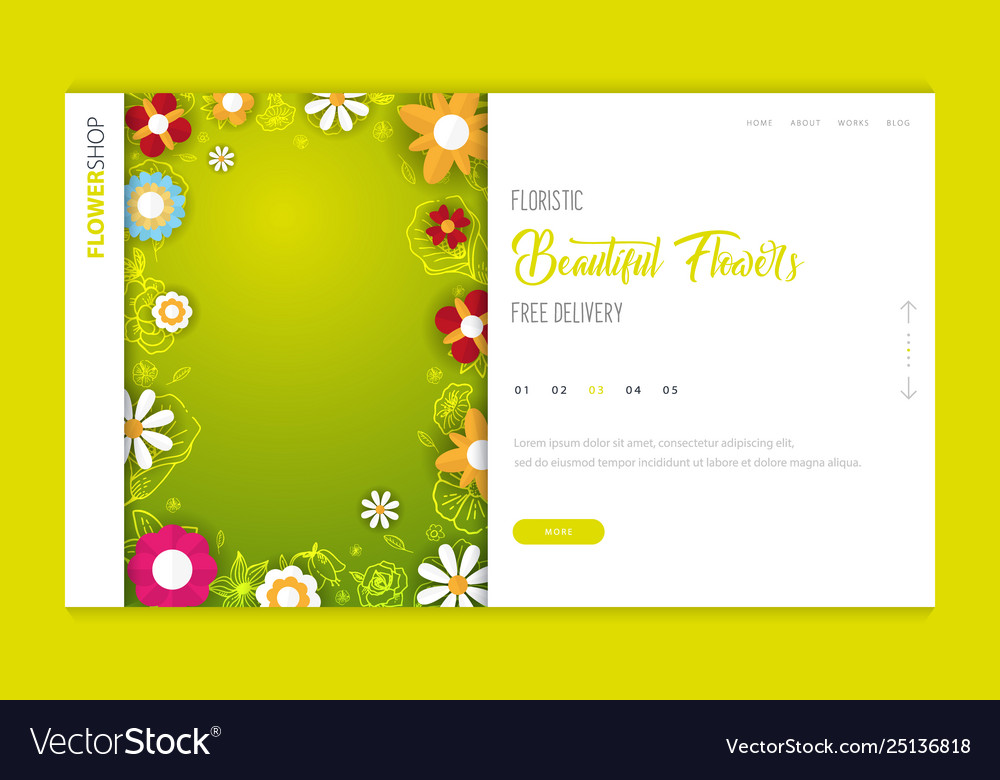 FLOWERSHOP
HOME ABOUT WORKS BLOG
FLORISTIC
Beautiful Flowers
FREE DELIVERY
01 02 03 04 05
Lorem ipsum dolor sit amet, consectetur adipiscing elit,
sed do eiusmod tempor incididunt ut labore et dolore magna aliqua.
MORE
VectorStock®
VectorStock.com/25136818